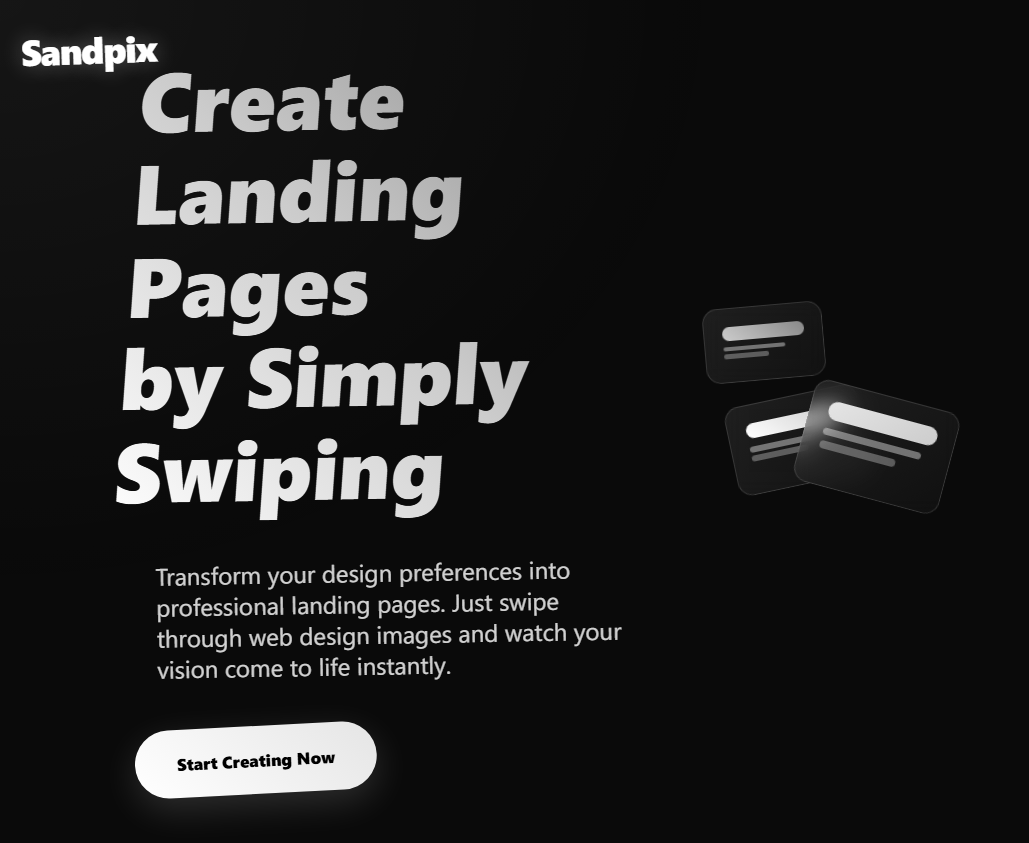 Sandpix
Create
Landing
Pages
by Simply
Swiping
Transform your design preferences into
professional landing pages. Just swipe
through web design images and watch your
vision come to life instantly.
Start Creating Now